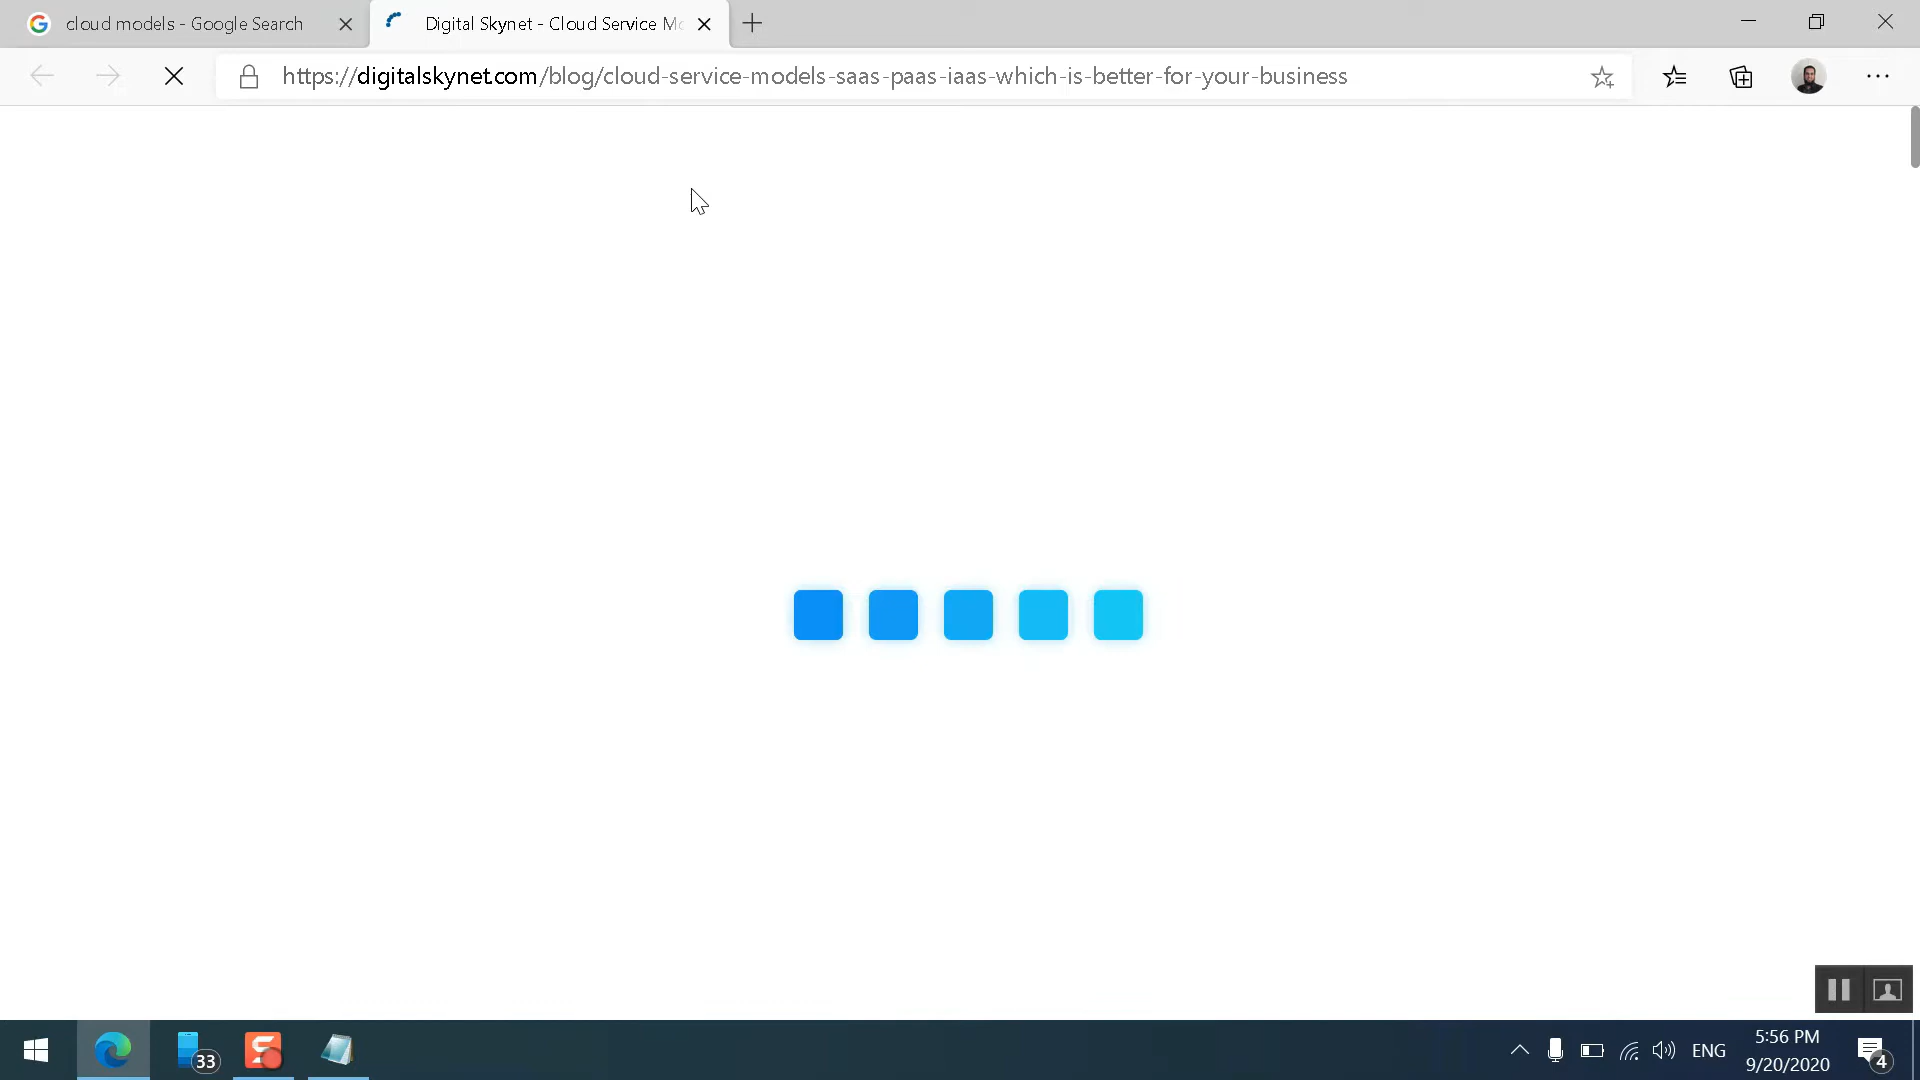 cloud models - Google Search
Digital Skynet - Cloud Service Mo
https://digitalskynet.com/blog/cloud-service-models-saas-paas-iaas-which-is-better-for-your-business
33
ENG
5:56 PM
9/20/2020
4